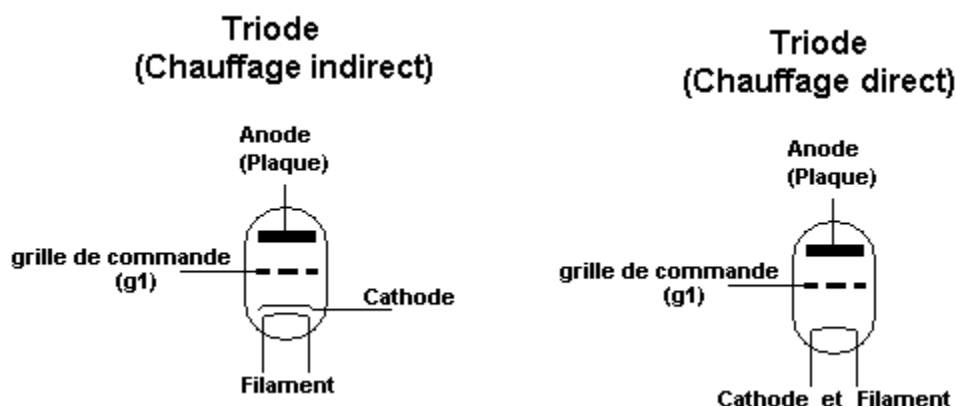 Triode
(Chauffage indirect)
Anode
(Plaque)
grille de commande
(g1)
Cathode
Filament
Triode
(Chauffage direct)
Anode
(Plaque)
grille de commande
(g1)
Cathode et Filament